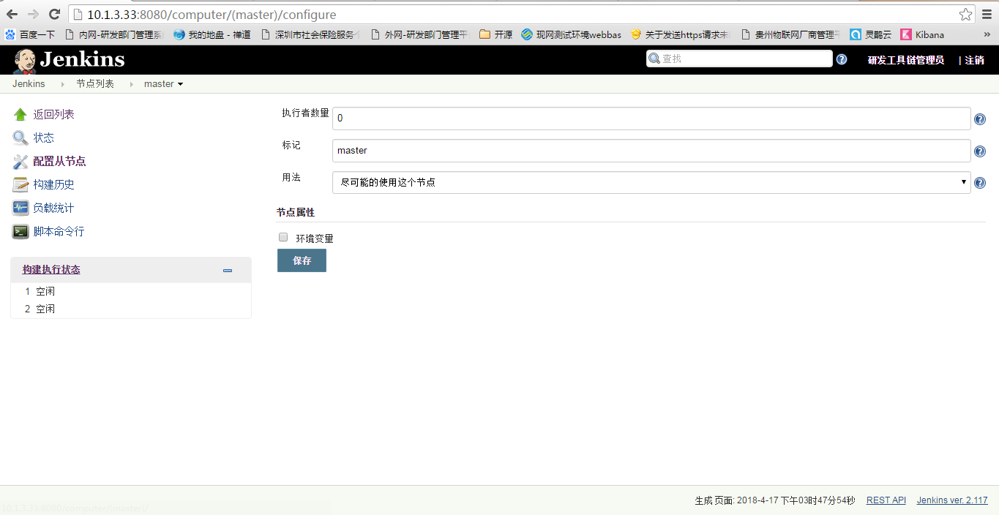 10.1.3.33:8080/computer/(master)/configure
百度一下 内网-研发部门管理系 我的地盘 - 禅道 深圳市社会保险服务 外网-研发部门管理平 开源 现网测试环境webbas 关于发送https请求未 贵州物联网厂商管理平 灵鹊云 Kibana »
Jenkins 查找 研发工具链管理员 | 注销
Jenkins 节点列表 master
返回列表
状态
配置从节点
构建历史
负载统计
脚本命令行
构建执行状态
1 空闲
2 空闲
执行者数量 0
标记 master
用法 尽可能的使用这个节点
节点属性
环境变量
保存
生成 页面: 2018-4-17 下午03时47分54秒 REST API Jenkins ver. 2.117
10.1.3.33:8080/computer/(master)/